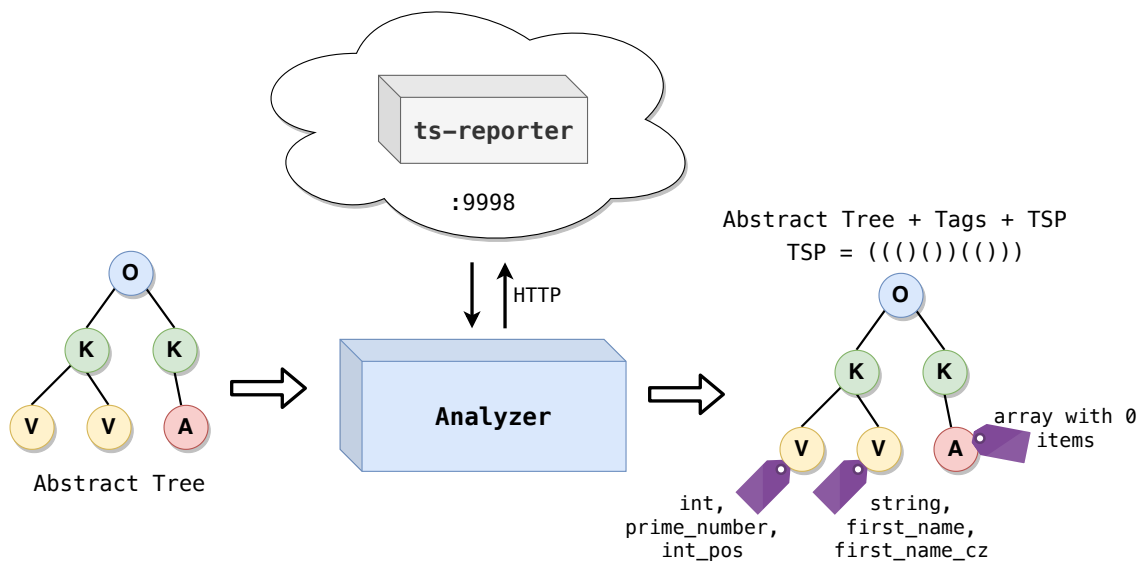 ts-reporter
:9998
HTTP
O
K K
V V A
Abstract Tree
Analyzer
Abstract Tree + Tags + TSP
TSP = ((()())(()))
O
K K
V V A
array with 0
items
int,
prime_number,
int_pos
string,
first_name,
first_name_cz